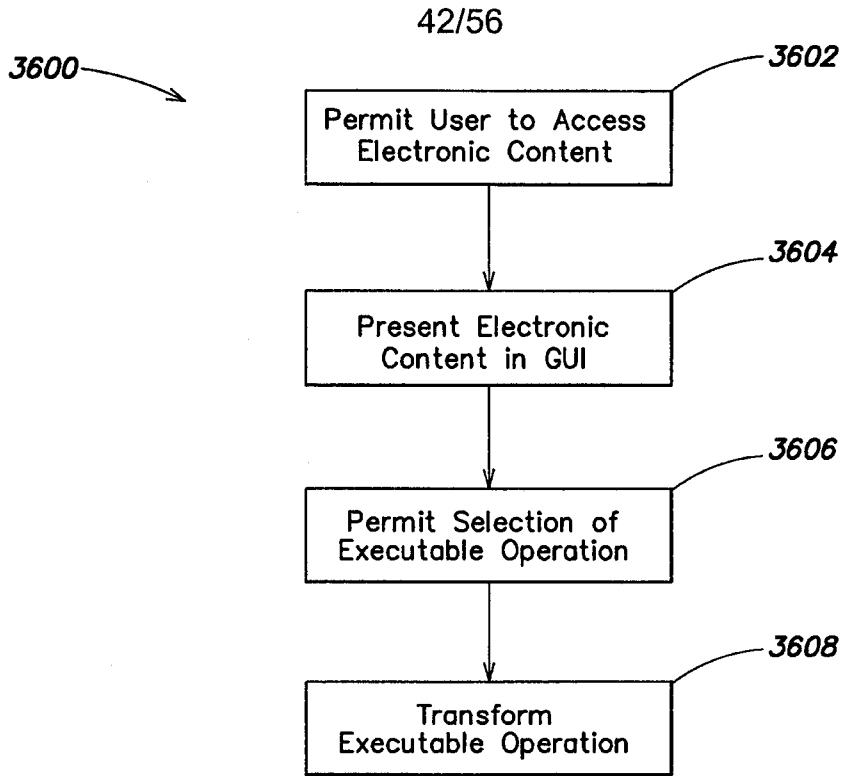 42/56
3600
3602
Permit User to Access
Electronic Content
3604
Present Electronic
Content in GUI
3606
Permit Selection of
Executable Operation
3608
Transform
Executable Operation